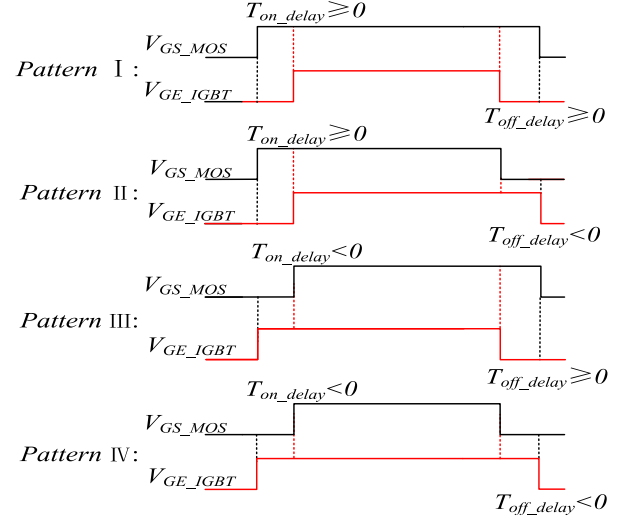 T_on_delay≥0
V_GS_MOS
Pattern Ⅰ:
V_GE_IGBT
T_off_delay≥0
T_on_delay≥0
V_GS_MOS
Pattern Ⅱ:
V_GE_IGBT
T_off_delay<0
T_on_delay<0
V_GS_MOS
Pattern Ⅲ:
V_GE_IGBT
T_off_delay≥0
T_on_delay<0
V_GS_MOS
Pattern Ⅳ:
V_GE_IGBT
T_off_delay<0